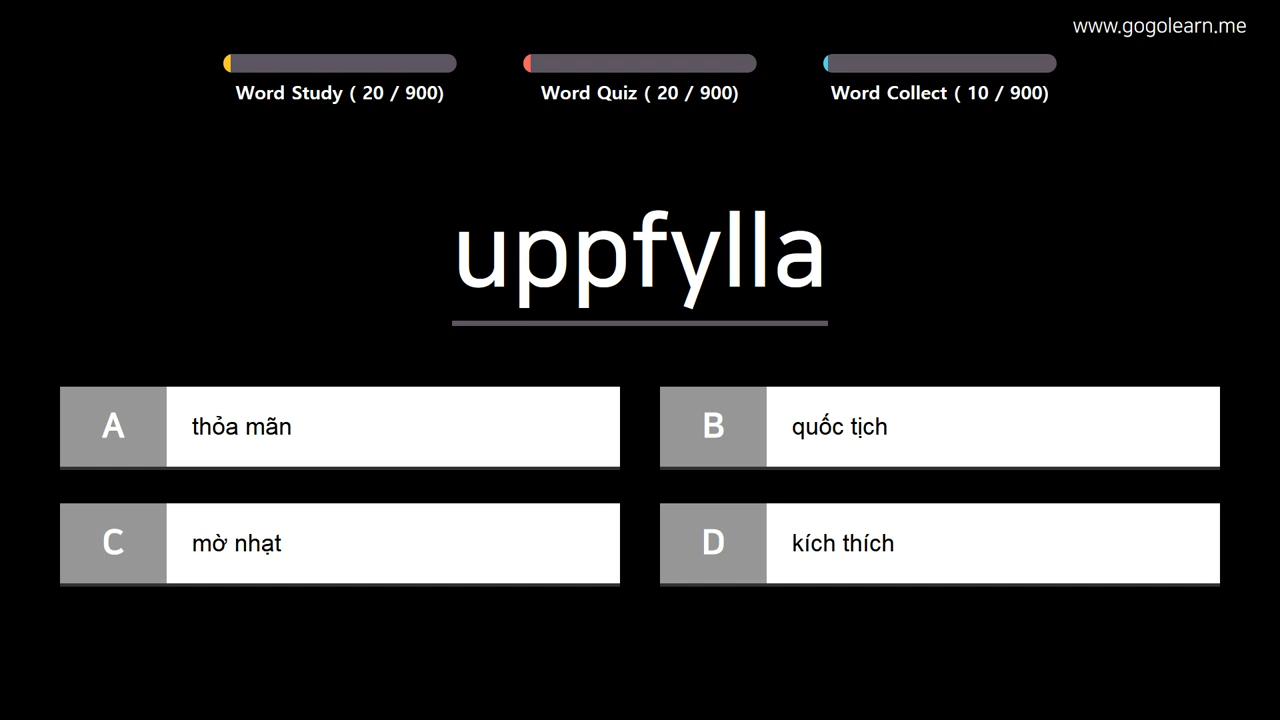 www.gogolearn.me
Word Study ( 20 / 900)
Word Quiz ( 20 / 900)
Word Collect ( 10 / 900)
uppfylla
A thỏa mãn
B quốc tịch
C mờ nhạt
D kích thích